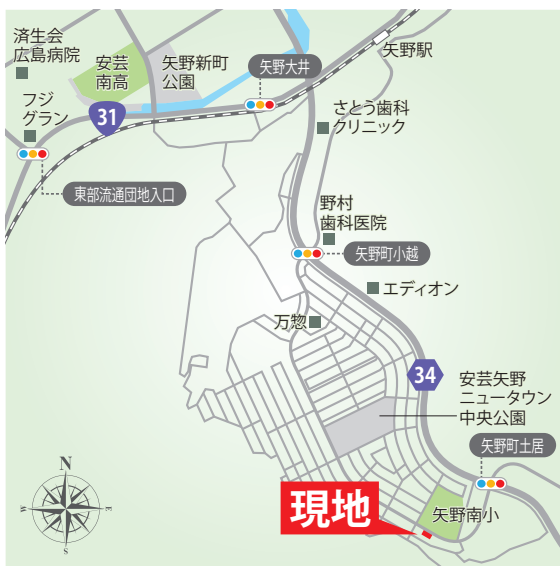 済生会
広島病院
安芸
南高
矢野新町
公園
矢野大井
矢野駅
フジ
グラン
31
さとう歯科
クリニック
東部流通団地入口
野村
歯科医院
矢野町小越
エディオン
万惣
34
安芸矢野
ニュータウン
中央公園
矢野町土居
現地
矢野南小
N
W
E
S